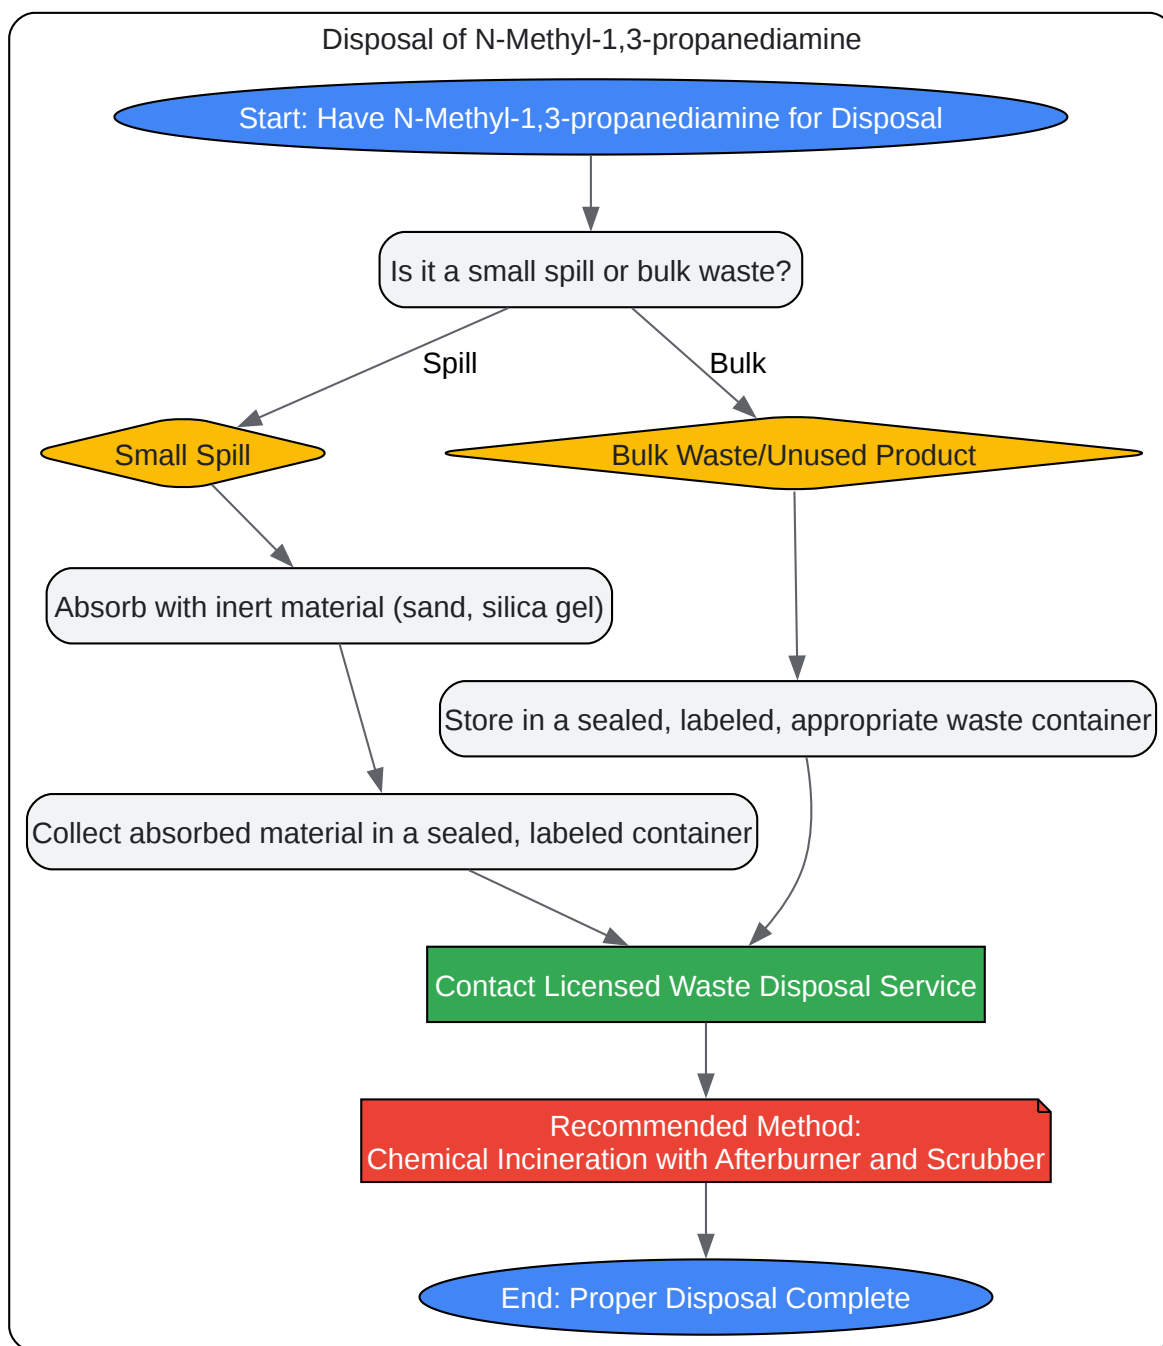 Disposal of N-Methyl-1,3-propanediamine
Start: Have N-Methyl-1,3-propanediamine for Disposal
Is it a small spill or bulk waste?
Spill
Bulk
Small Spill
Bulk Waste/Unused Product
Absorb with inert material (sand, silica gel)
Store in a sealed, labeled, appropriate waste container
Collect absorbed material in a sealed, labeled container
Contact Licensed Waste Disposal Service
Recommended Method:
Chemical Incineration with Afterburner and Scrubber
End: Proper Disposal Complete